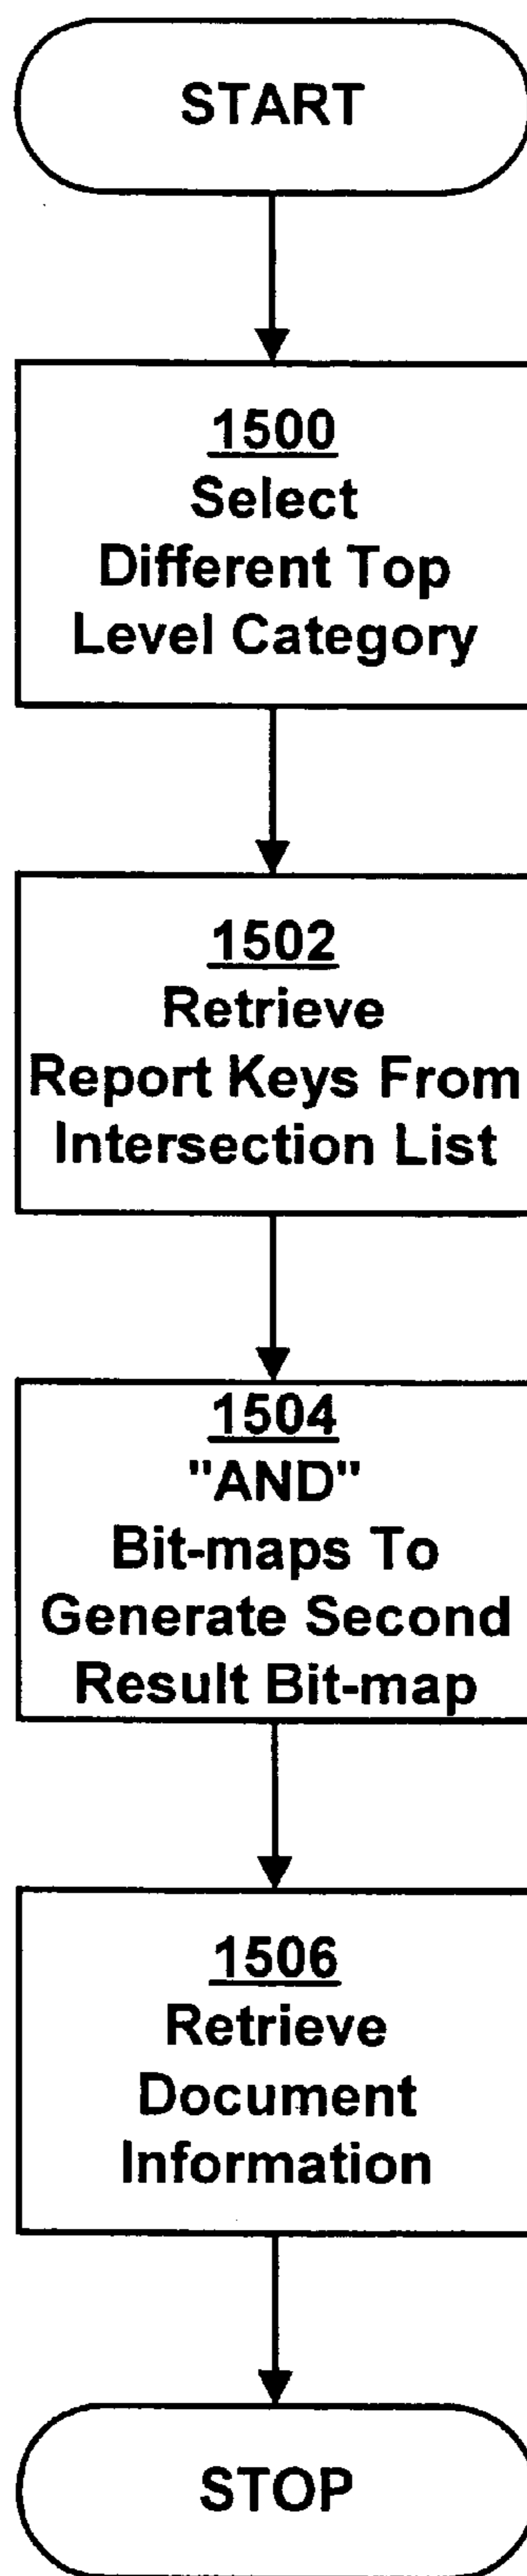 START
1500
Select
Different Top
Level Category
1502
Retrieve
Report Keys From
Intersection List
1504
"AND"
Bit-maps To
Generate Second
Result Bit-map
1506
Retrieve
Document
Information
STOP